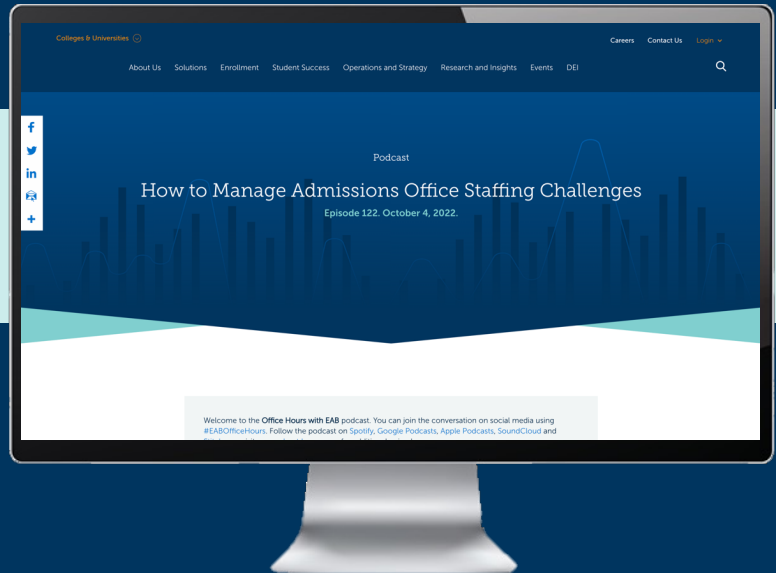 Colleges & Universities
Careers Contact Us Login
About Us Solutions Enrollment Student Success Operations and Strategy Research and Insights Events DEI
Podcast
How to Manage Admissions Office Staffing Challenges
Episode 122. October 4, 2022.
Welcome to the Office Hours with EAB podcast. You can join the conversation on social media using
#EABOfficeHours. Follow the podcast on Spotify, Google Podcasts, Apple Podcasts, SoundCloud and